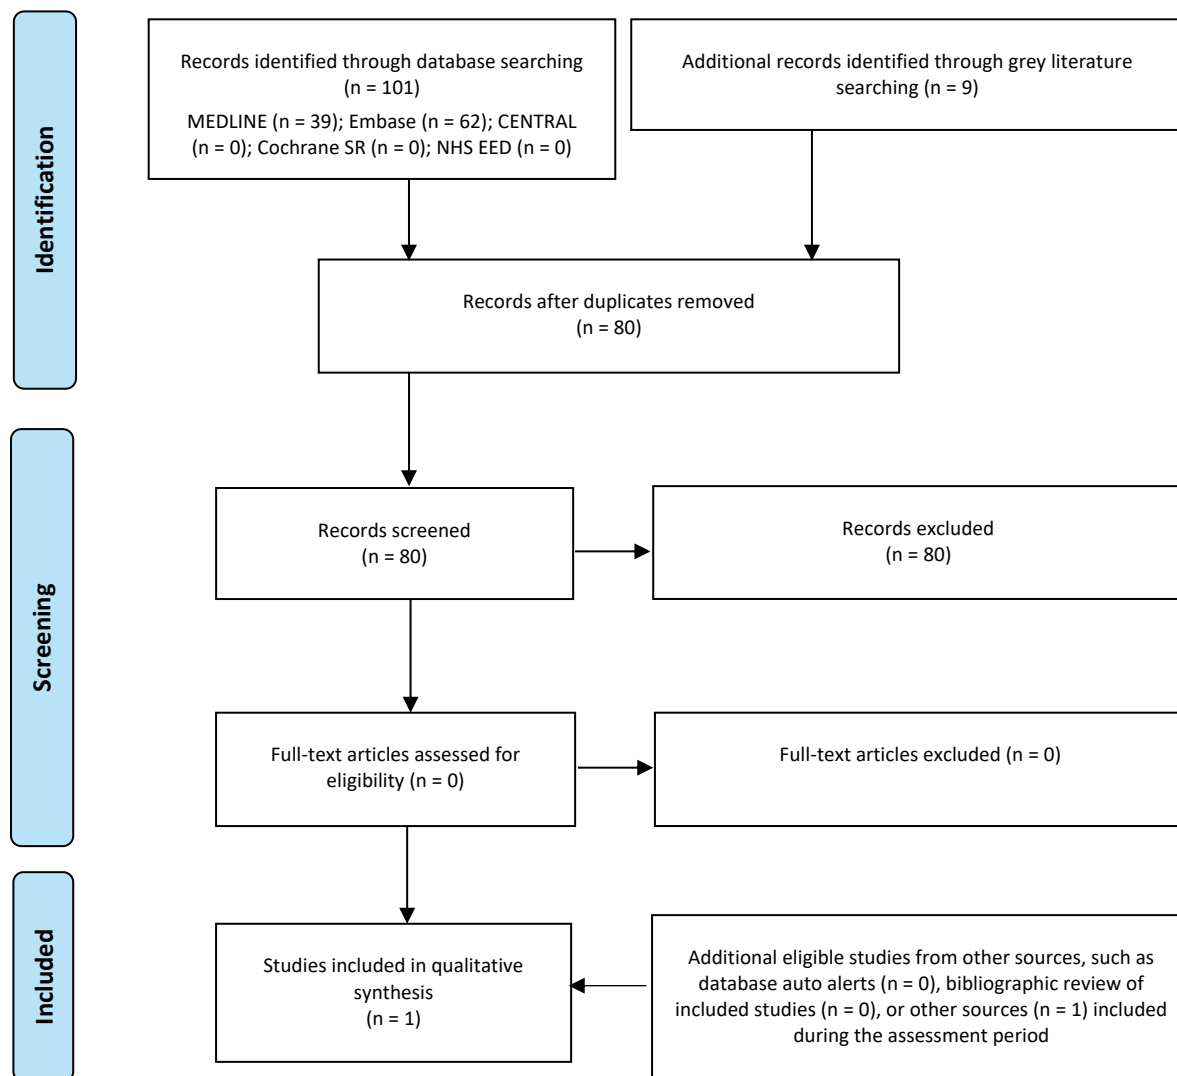 Identification
Records identified through database searching
(n = 101)
MEDLINE (n = 39); Embase (n = 62); CENTRAL
(n = 0); Cochrane SR (n = 0); NHS EED (n = 0)
Additional records identified through grey literature
searching (n = 9)
Records after duplicates removed
(n = 80)
Screening
Records screened
(n = 80)
Records excluded
(n = 80)
Full-text articles assessed for
eligibility (n = 0)
Full-text articles excluded (n = 0)
Included
Studies included in qualitative
synthesis
(n = 1)
Additional eligible studies from other sources, such as
database auto alerts (n = 0), bibliographic review of
included studies (n = 0), or other sources (n = 1) included
during the assessment period